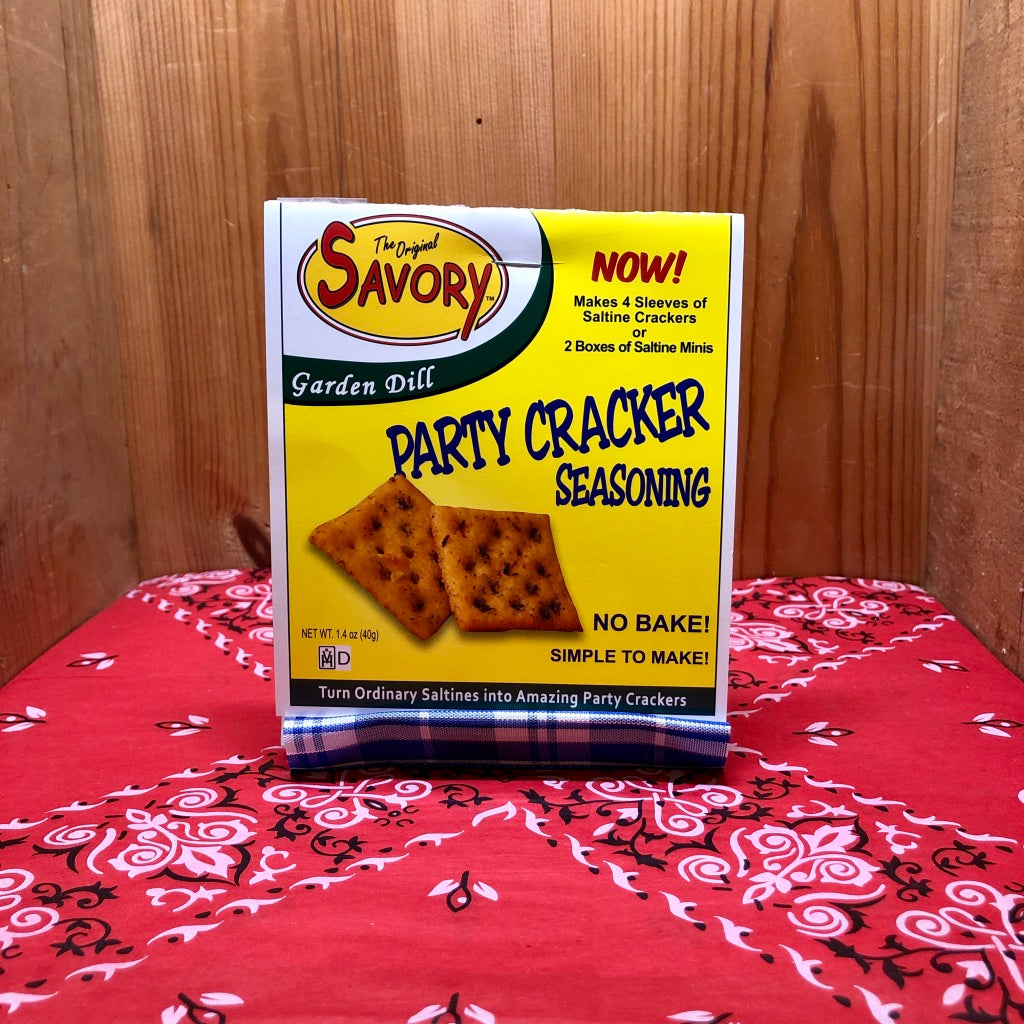 The Original
SAVORY™
Garden Dill
NOW!
Makes 4 Sleeves of
Saltine Crackers
or
2 Boxes of Saltine Minis
PARTY CRACKER
SEASONING
NO BAKE!
SIMPLE TO MAKE!
NET WT. 1.4 oz (40g)
D
Turn Ordinary Saltines into Amazing Party Crackers